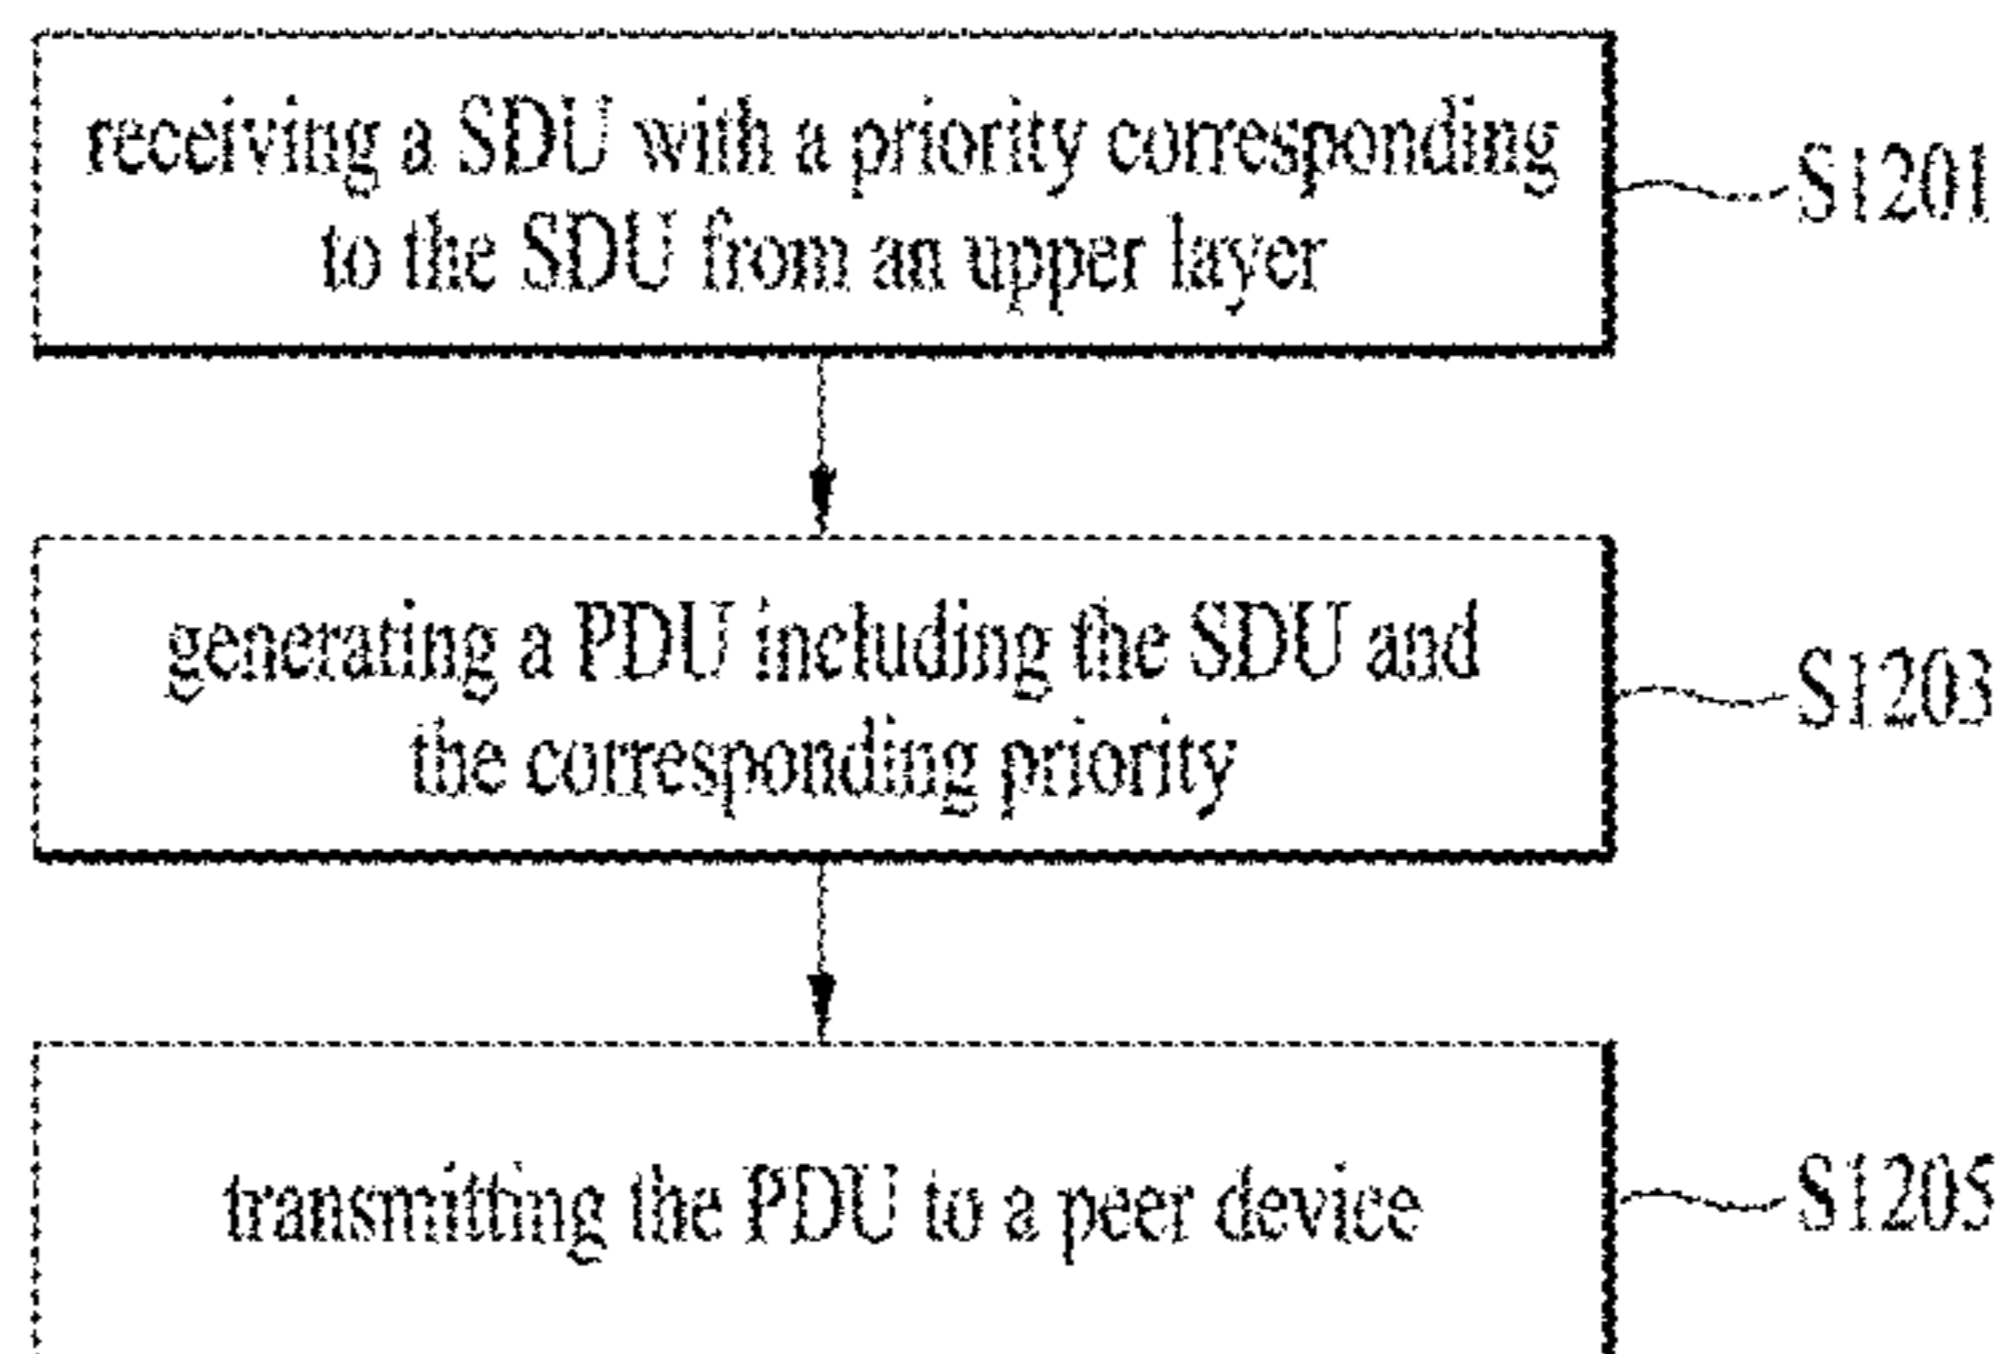 receiving a SDU with a priority corresponding
to the SDU from an upper layer
S1201
generating a PDU including the SDU and
the corresponding priority
S1203
transmitting the PDU to a peer device
S1205